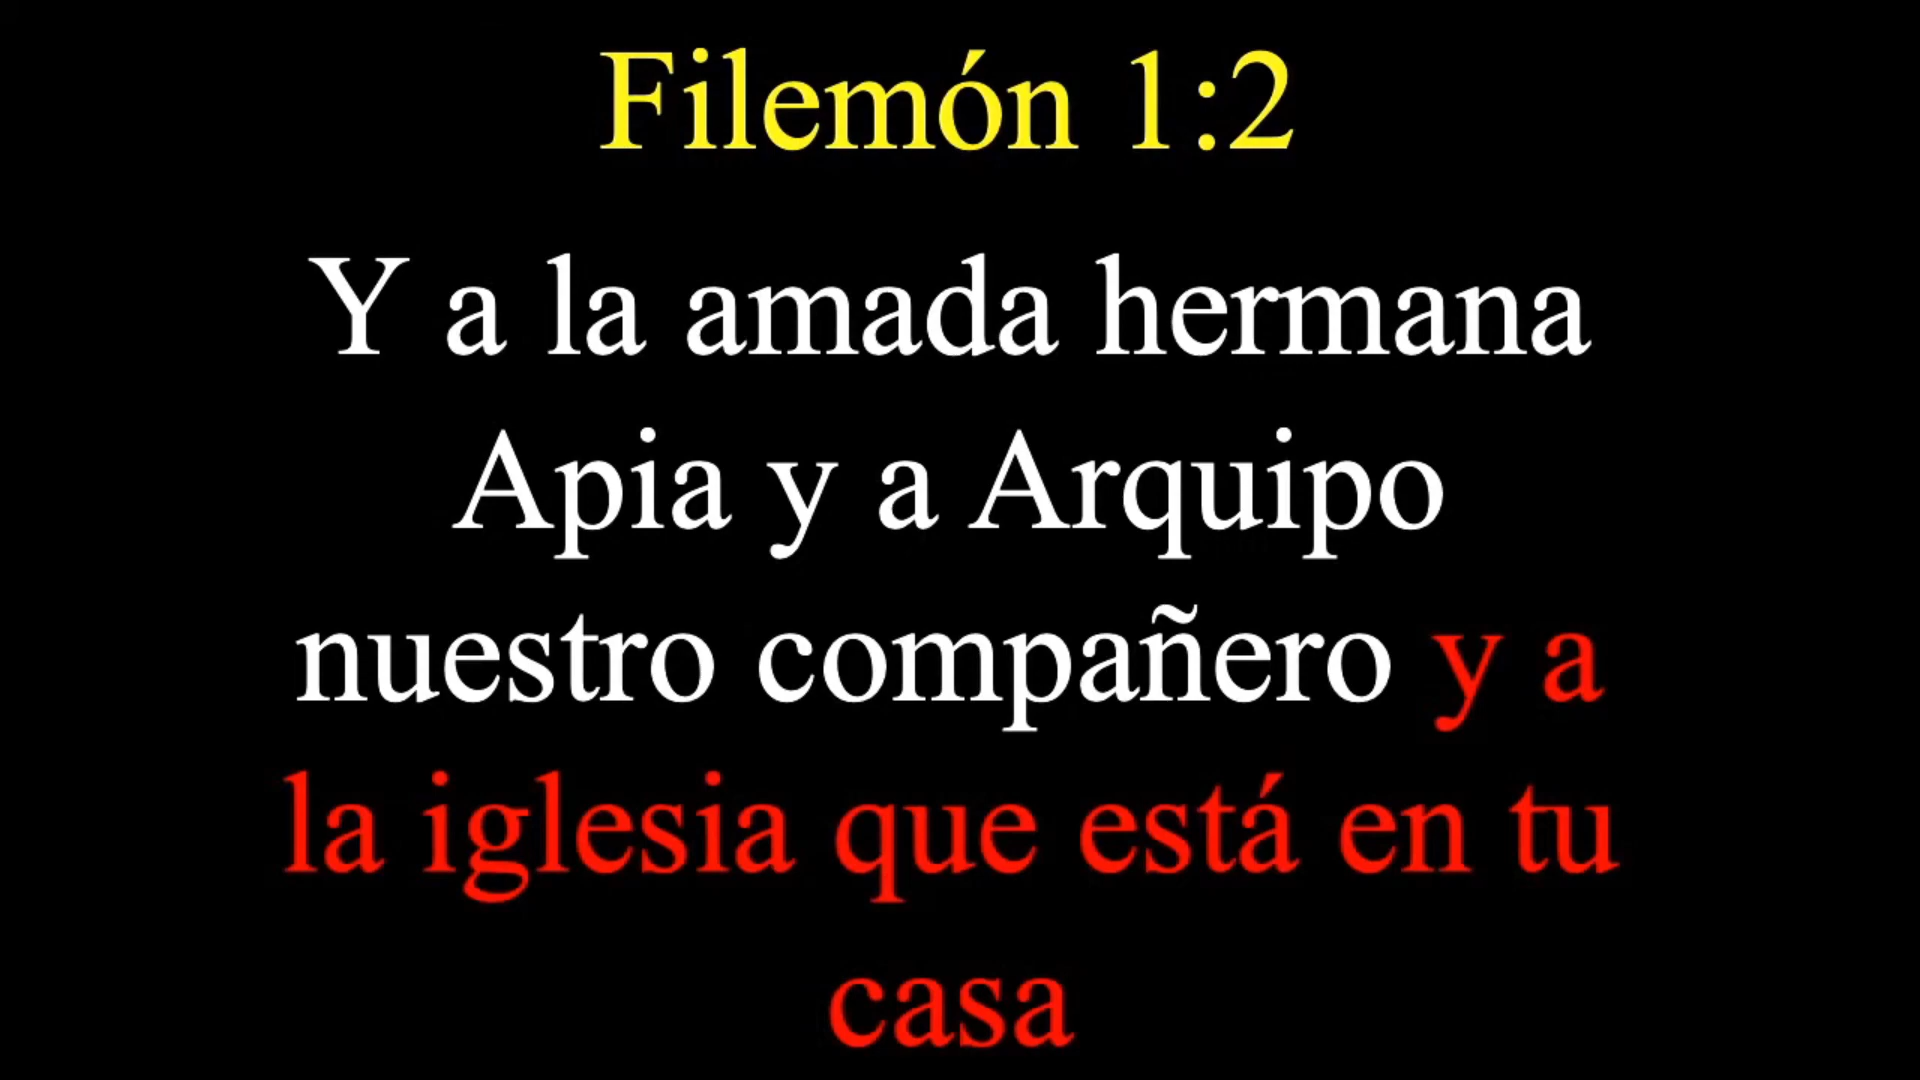 Filemón 1:2
Y a la amada hermana
Apia y a Arquipo
nuestro compañero y a
la iglesia que está en tu
casa